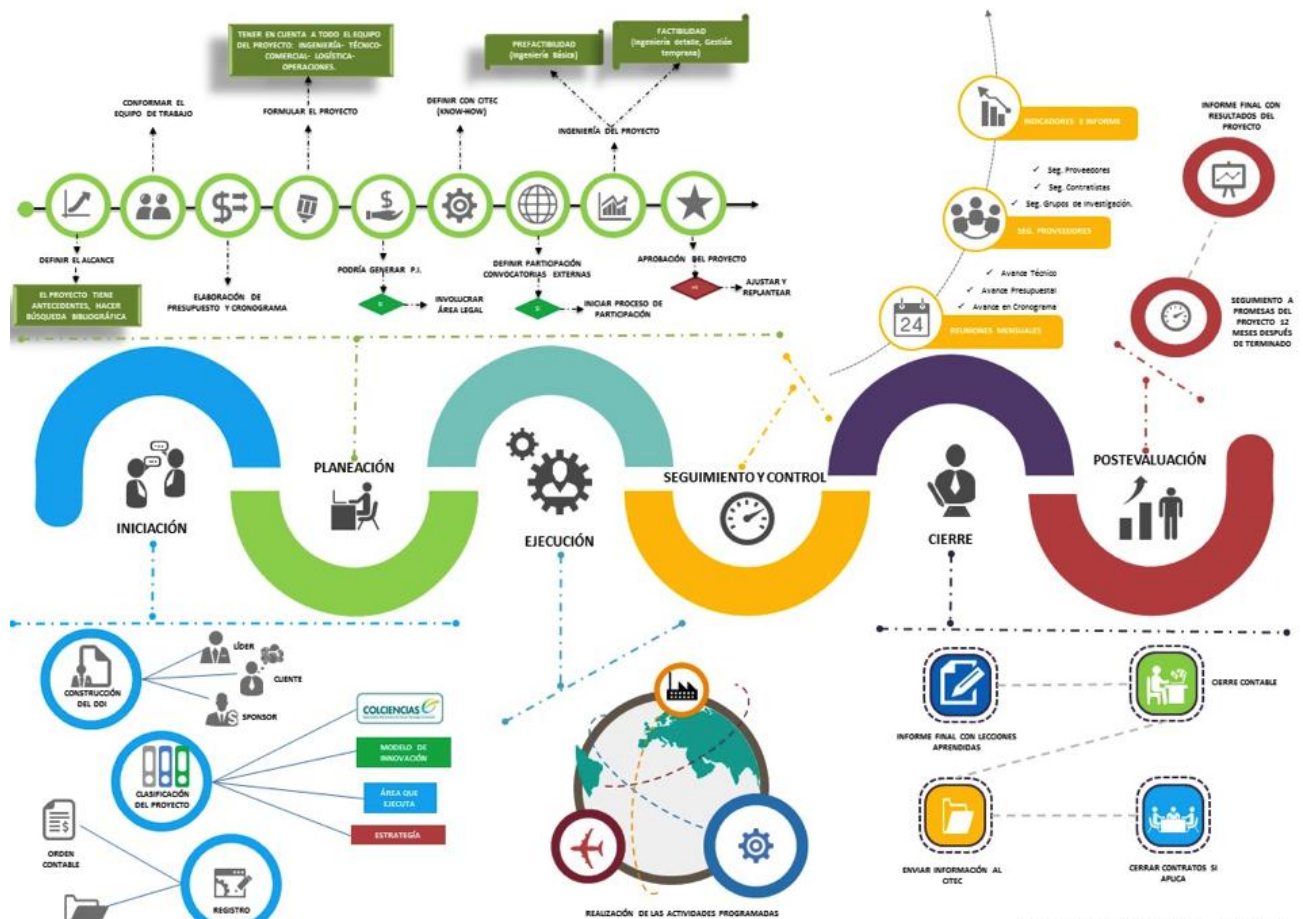 TENER EN CUENTA A TODO EL EQUIPO
DEL PROYECTO: INGENIERÍA- TÉCNICO-
COMERCIAL- LOGÍSTICA-
OPERACIONES.
PREFACTIBILIDAD
(Ingeniería Básica)
FACTIBILIDAD
(Ingeniería detalle, Gestión
temprana)
CONFORMAR EL
EQUIPO DE TRABAJO
FORMULAR EL PROYECTO
DEFINIR CON CITEC
(KNOW-HOW)
INGENIERÍA DEL PROYECTO
DEFINIR EL ALCANCE
EL PROYECTO TIENE
ANTECEDENTES, HACER
BÚSQUEDA BIBLIOGRÁFICA
ELABORACIÓN DE
PRESUPUESTO Y CRONOGRAMA
PODRÍA GENERAR P.I.
INVOLUCRAR
ÁREA LEGAL
DEFINIR PARTICIPACIÓN
CONVOCATORIAS EXTERNAS
INICIAR PROCESO DE
PARTICIPACIÓN
APROBACIÓN DEL PROYECTO
AJUSTAR Y
REPLANTEAR
INDICADORES E INFORME
✓ Seg. Proveedores
✓ Seg. Contratistas
✓ Seg. Grupos de Investigación.
SEG. PROVEEDORES
✓ Avance Técnico
✓ Avance Presupuestal
✓ Avance en Cronograma
24
REUNIONES MENSUALES
INFORME FINAL CON
RESULTADOS DEL
PROYECTO
SEGUIMIENTO A
PROMESAS DEL
PROYECTO 12
MESES DESPUÉS
DE TERMINADO
INICIACIÓN
PLANEACIÓN
EJECUCIÓN
SEGUIMIENTO Y CONTROL
CIERRE
POSTEVALUACIÓN
CONSTRUCCIÓN
DEL DDI
LÍDER
CLIENTE
SPONSOR
CLASIFICACIÓN
DEL PROYECTO
COLCIENCIAS
MODELO DE
INNOVACIÓN
ÁREA QUE
EJECUTA
ESTRATEGÍA
ORDEN
CONTABLE
REGISTRO
REALIZACIÓN DE LAS ACTIVIDADES PROGRAMADAS
INFORME FINAL CON LECCIONES
APRENDIDAS
CIERRE CONTABLE
ENVIAR INFORMACIÓN AL
CITEC
CERRAR CONTRATOS SI
APLICA